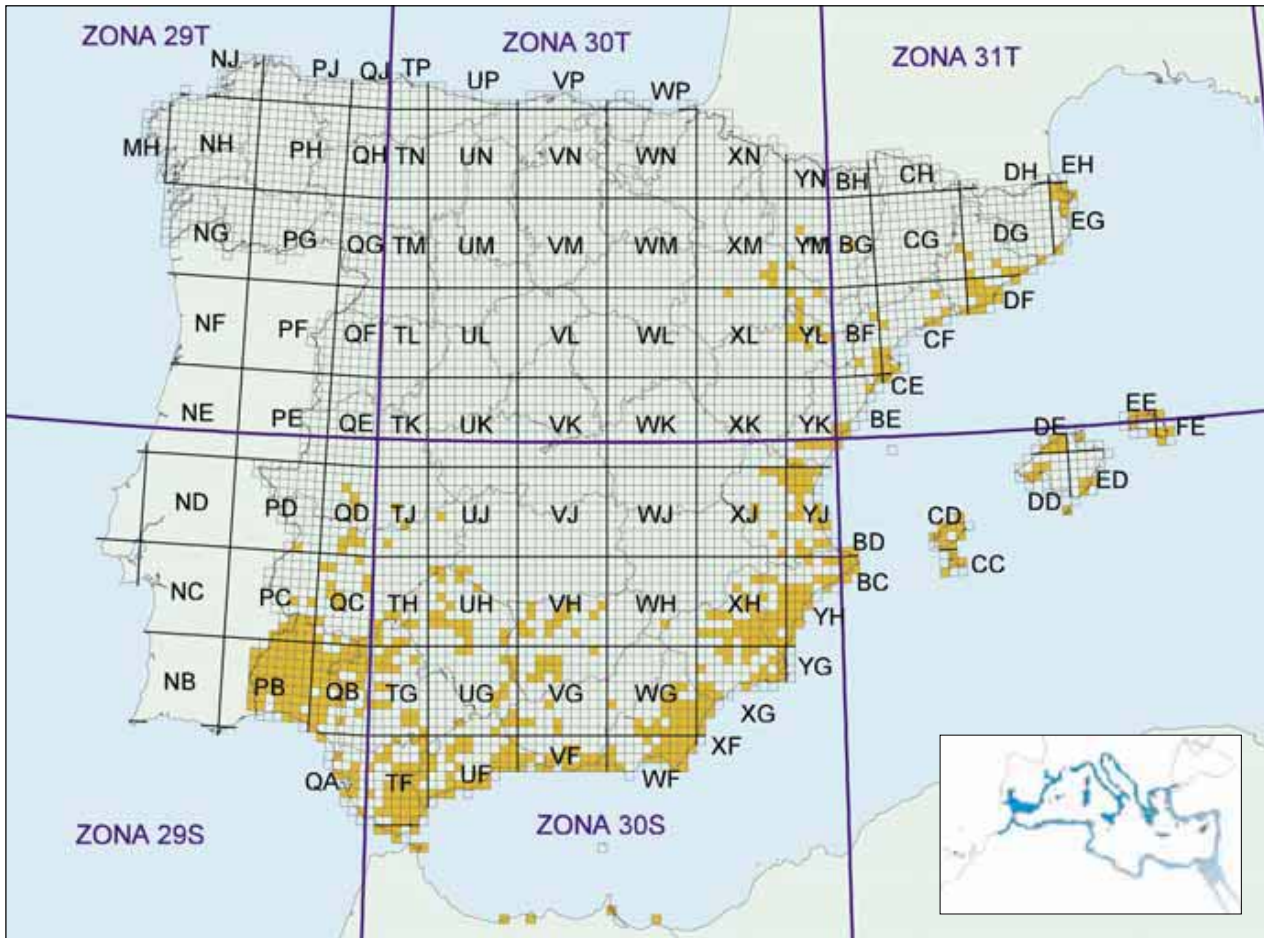 ZONA 29T
ZONA 30T
ZONA 31T
NJ PJ QJ TP UP VP WP
MH NH PH QH TN UN VN WN XN YN BH CH DH EH
NG PG QG TM UM VM WM XM YM BG CG DG EG
NF PF QF TL UL VL WL XL YL BF CF DF
NE PE QE TK UK VK WK XK YK BE CE DE EE FE
ND PD QD TJ UJ VJ WJ XJ YJ BD CD DD ED
NC PC QC TH UH VH WH XH YH BC CC
NB PB QB TG UG VG WG XG YG
QA TF UF VF WF XF
ZONA 29S
ZONA 30S